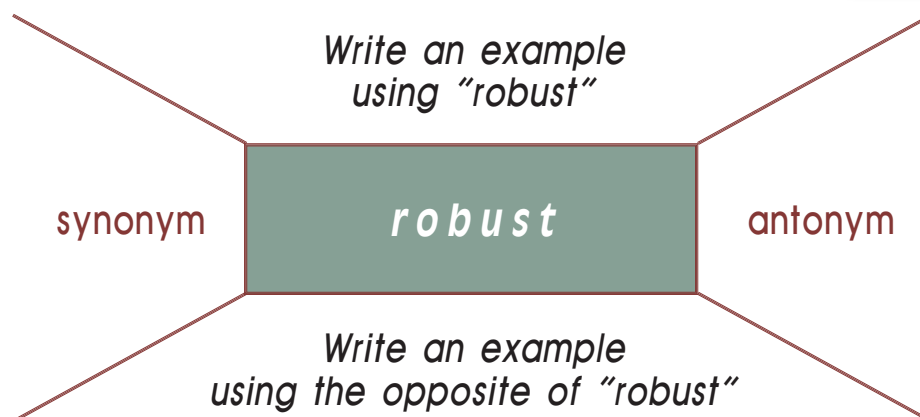 Write an example
using "robust"
synonym
robust
antonym
Write an example
using the opposite of "robust"